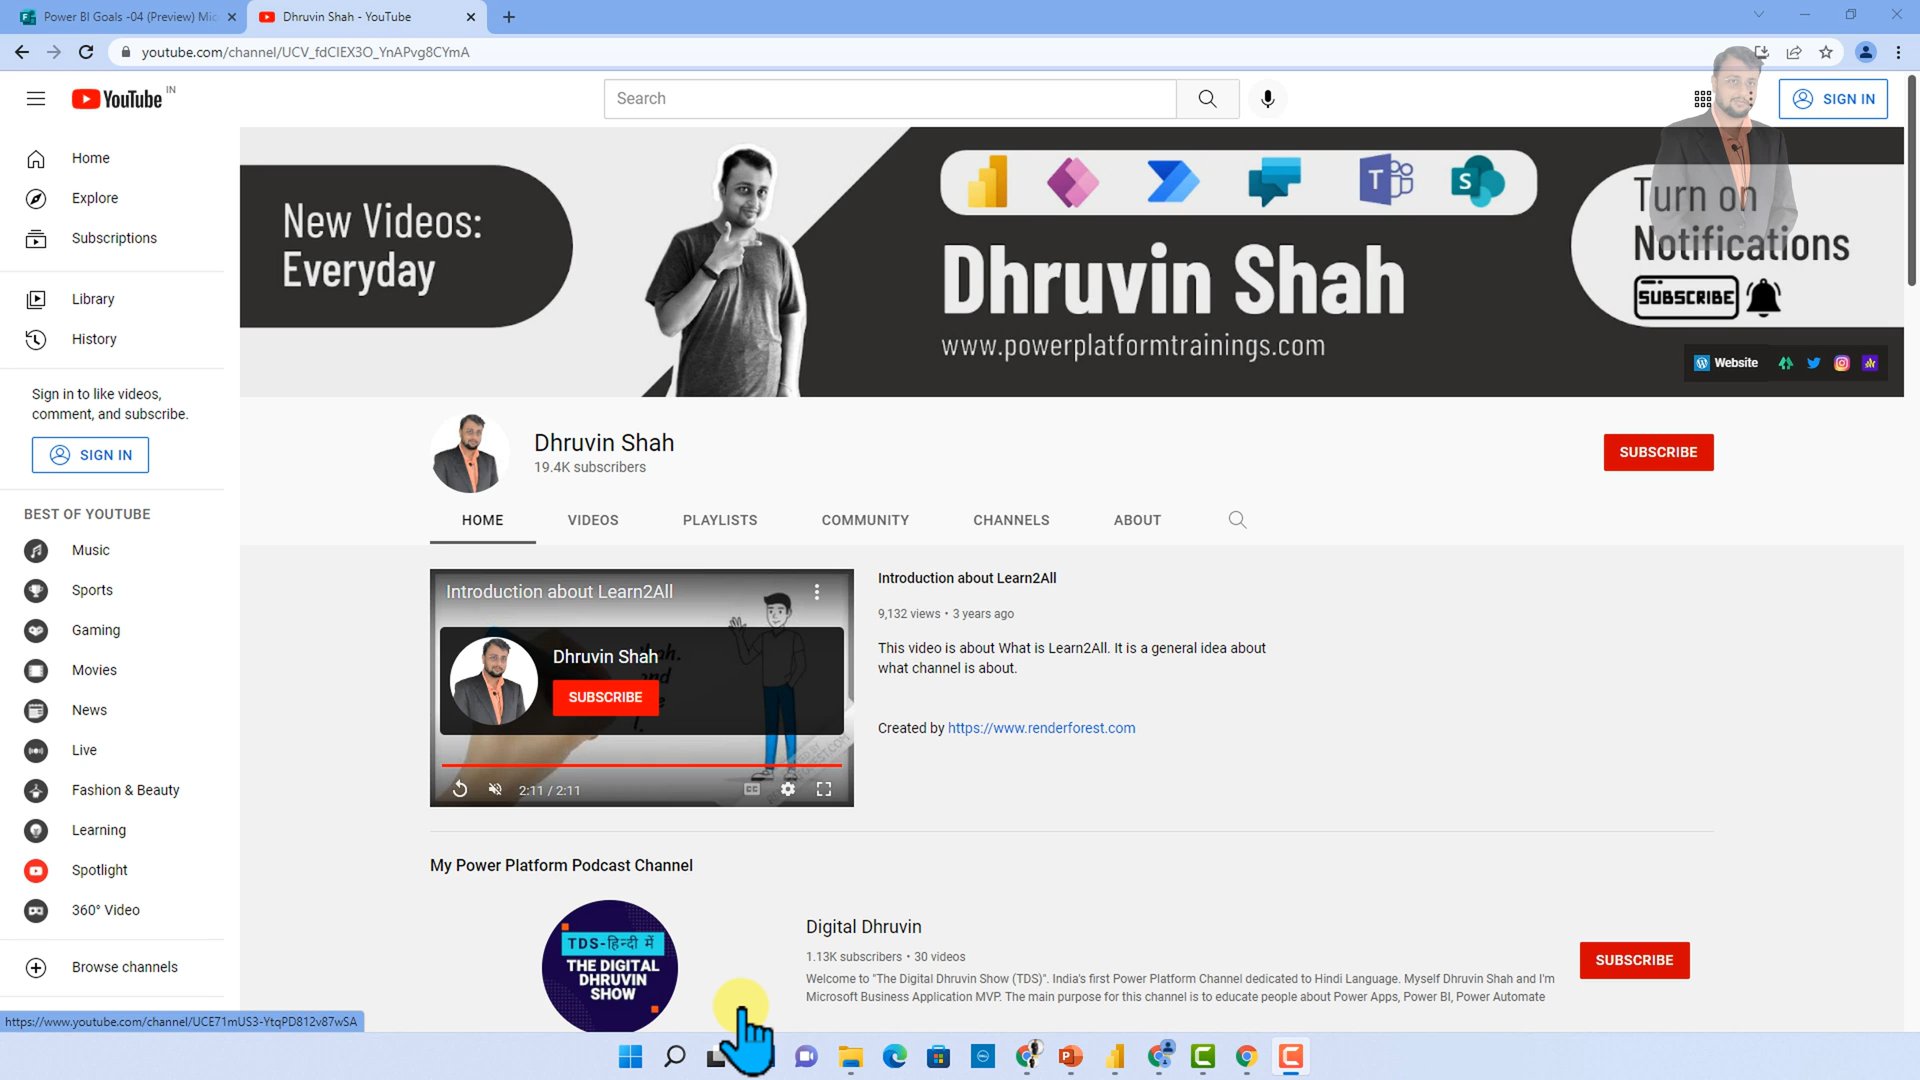 Power BI Goals -04 (Preview) Mic
Dhruvin Shah - YouTube
youtube.com/channel/UCV_fdCIEX3O_YnAPvg8CYmA
YouTube IN
Search
SIGN IN
Home
Explore
Subscriptions
Library
History
Sign in to like videos,
comment, and subscribe.
SIGN IN
BEST OF YOUTUBE
Music
Sports
Gaming
Movies
News
Live
Fashion & Beauty
Learning
Spotlight
360° Video
Browse channels
https://www.youtube.com/channel/UCE71mUS3-YtqPD812v87wSA
New Videos:
Everyday
T
S
Dhruvin Shah
www.powerplatformtrainings.com
Turn on
Notifications
SUBSCRIBE
Website
Dhruvin Shah
19.4K subscribers
SUBSCRIBE
HOME
VIDEOS
PLAYLISTS
COMMUNITY
CHANNELS
ABOUT
Introduction about Learn2All
Dhruvin Shah
SUBSCRIBE
2:11 / 2:11
CC
Introduction about Learn2All
9,132 views • 3 years ago
This video is about What is Learn2All. It is a general idea about
what channel is about.
Created by https://www.renderforest.com
My Power Platform Podcast Channel
TDS-हिन्दी में
THE DIGITAL
DHRUVIN
SHOW
Digital Dhruvin
1.13K subscribers • 30 videos
Welcome to "The Digital Dhruvin Show (TDS)". India's first Power Platform Channel dedicated to Hindi Language. Myself Dhruvin Shah and I'm
Microsoft Business Application MVP. The main purpose for this channel is to educate people about Power Apps, Power BI, Power Automate
SUBSCRIBE